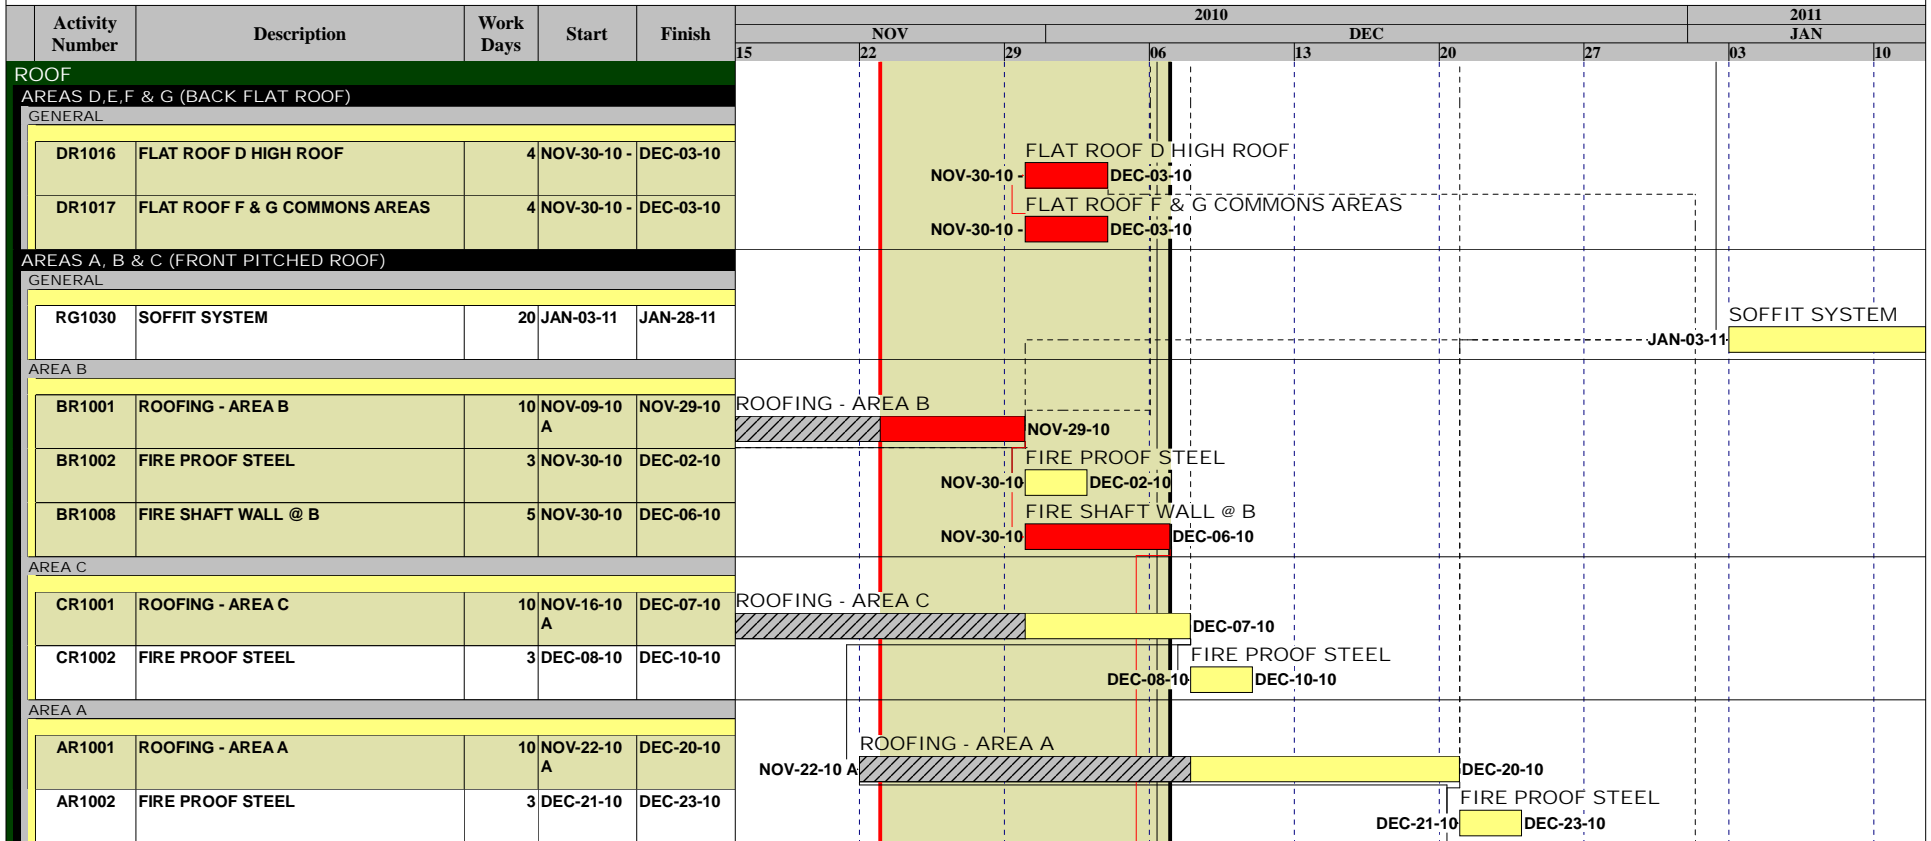 Activity Number Description Work Days Start Finish 2010 2011
NOV DEC JAN
15 22 29 06 13 20 27 03 10
ROOF
AREAS D,E,F & G (BACK FLAT ROOF)
GENERAL
DR1016 FLAT ROOF D HIGH ROOF 4 NOV-30-10 - DEC-03-10
FLAT ROOF D HIGH ROOF
NOV-30-10 - DEC-03-10
DR1017 FLAT ROOF F & G COMMONS AREAS 4 NOV-30-10 - DEC-03-10
FLAT ROOF F & G COMMONS AREAS
NOV-30-10 - DEC-03-10
AREAS A, B & C (FRONT PITCHED ROOF)
GENERAL
RG1030 SOFFIT SYSTEM 20 JAN-03-11 JAN-28-11
SOFFIT SYSTEM
JAN-03-11
AREA B
BR1001 ROOFING - AREA B 10 NOV-09-10 A NOV-29-10
ROOFING - AREA B
NOV-29-10
BR1002 FIRE PROOF STEEL 3 NOV-30-10 DEC-02-10
FIRE PROOF STEEL
NOV-30-10 DEC-02-10
BR1008 FIRE SHAFT WALL @ B 5 NOV-30-10 DEC-06-10
FIRE SHAFT WALL @ B
NOV-30-10 DEC-06-10
AREA C
CR1001 ROOFING - AREA C 10 NOV-16-10 A DEC-07-10
ROOFING - AREA C
DEC-07-10
CR1002 FIRE PROOF STEEL 3 DEC-08-10 DEC-10-10
FIRE PROOF STEEL
DEC-08-10 DEC-10-10
AREA A
AR1001 ROOFING - AREA A 10 NOV-22-10 A DEC-20-10
ROOFING - AREA A
NOV-22-10 A DEC-20-10
AR1002 FIRE PROOF STEEL 3 DEC-21-10 DEC-23-10
FIRE PROOF STEEL
DEC-21-10 DEC-23-10